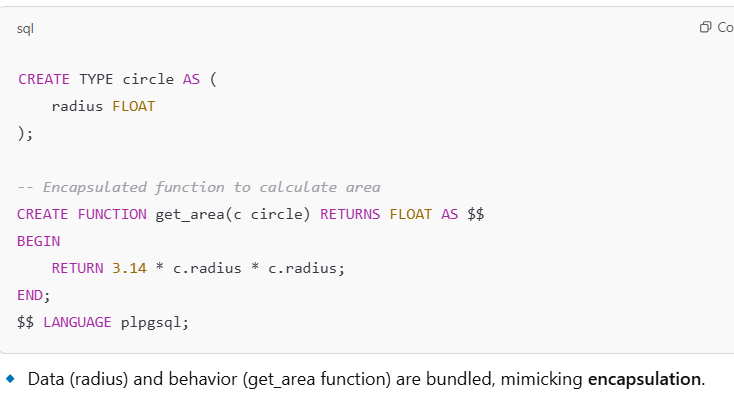 sql
Co
CREATE TYPE circle AS (
    radius FLOAT
);
-- Encapsulated function to calculate area
CREATE FUNCTION get_area(c circle) RETURNS FLOAT AS $$
BEGIN
    RETURN 3.14 * c.radius * c.radius;
END;
$$ LANGUAGE plpgsql;
Data (radius) and behavior (get_area function) are bundled, mimicking encapsulation.